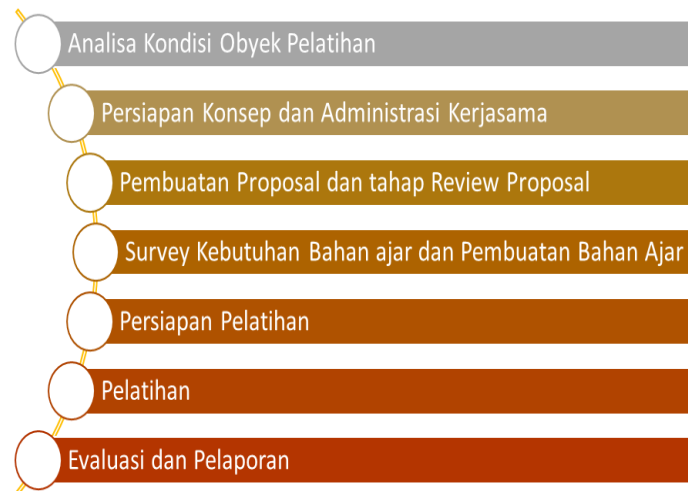 Analisa Kondisi Obyek Pelatihan
Persiapan Konsep dan Administrasi Kerjasama
Pembuatan Proposal dan tahap Review Proposal
Survey Kebutuhan Bahan ajar dan Pembuatan Bahan Ajar
Persiapan Pelatihan
Pelatihan
Evaluasi dan Pelaporan